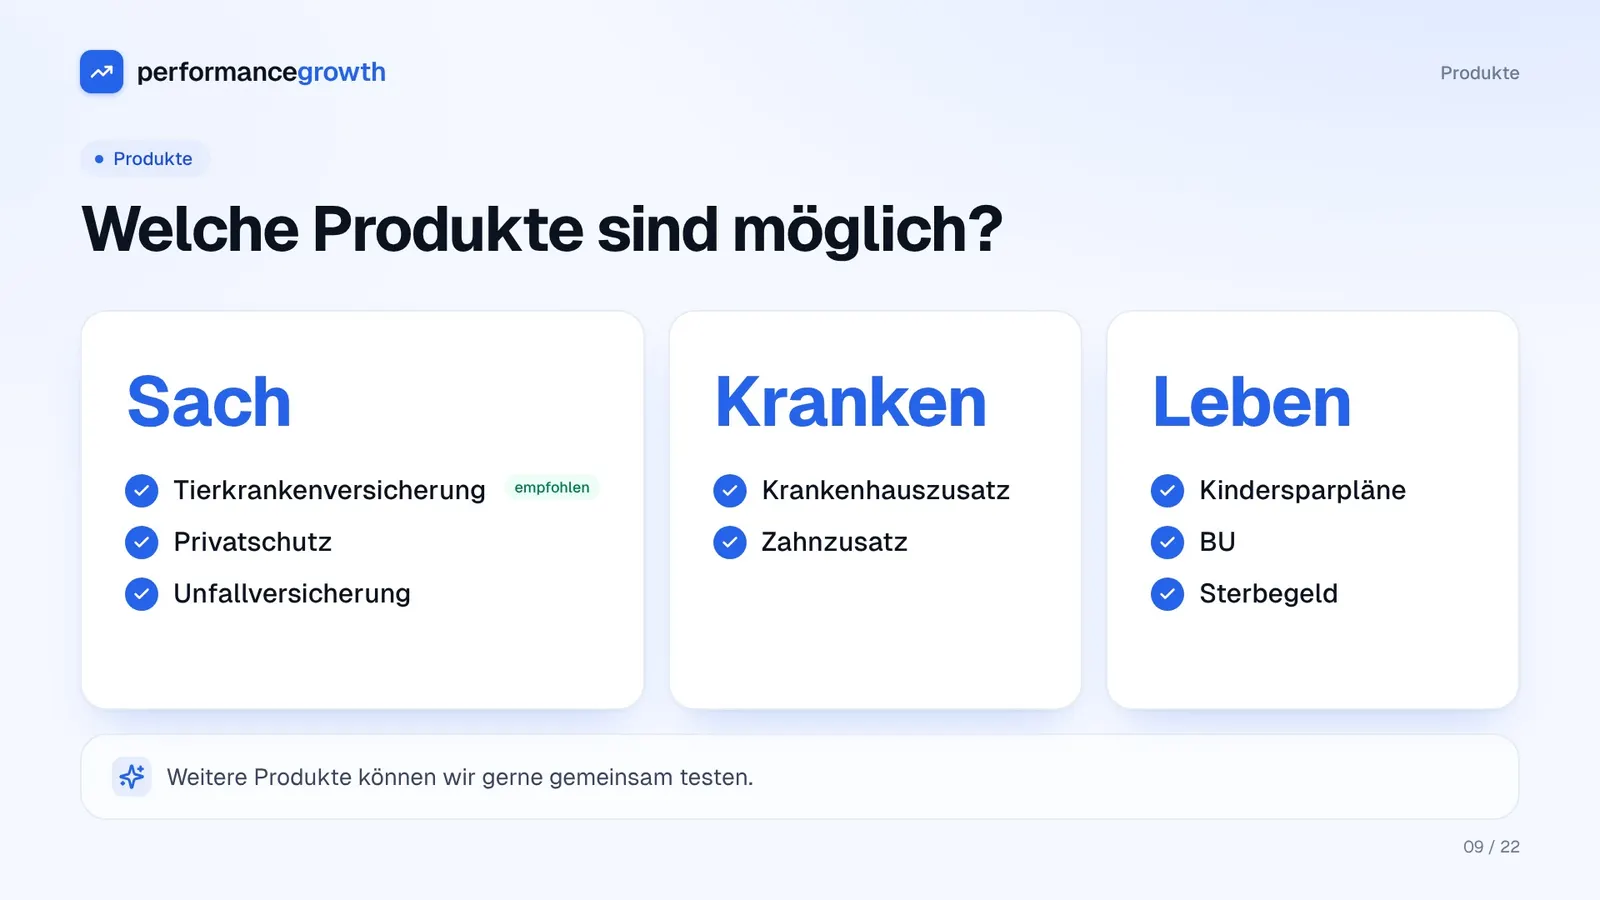 performancegrowth
Produkte
Produkte
Welche Produkte sind möglich?
Sach
Tierkrankenversicherung empfohlen
Privatschutz
Unfallversicherung
Kranken
Krankenhauszusatz
Zahnzusatz
Leben
Kindersparpläne
BU
Sterbegeld
Weitere Produkte können wir gerne gemeinsam testen.
09 / 22